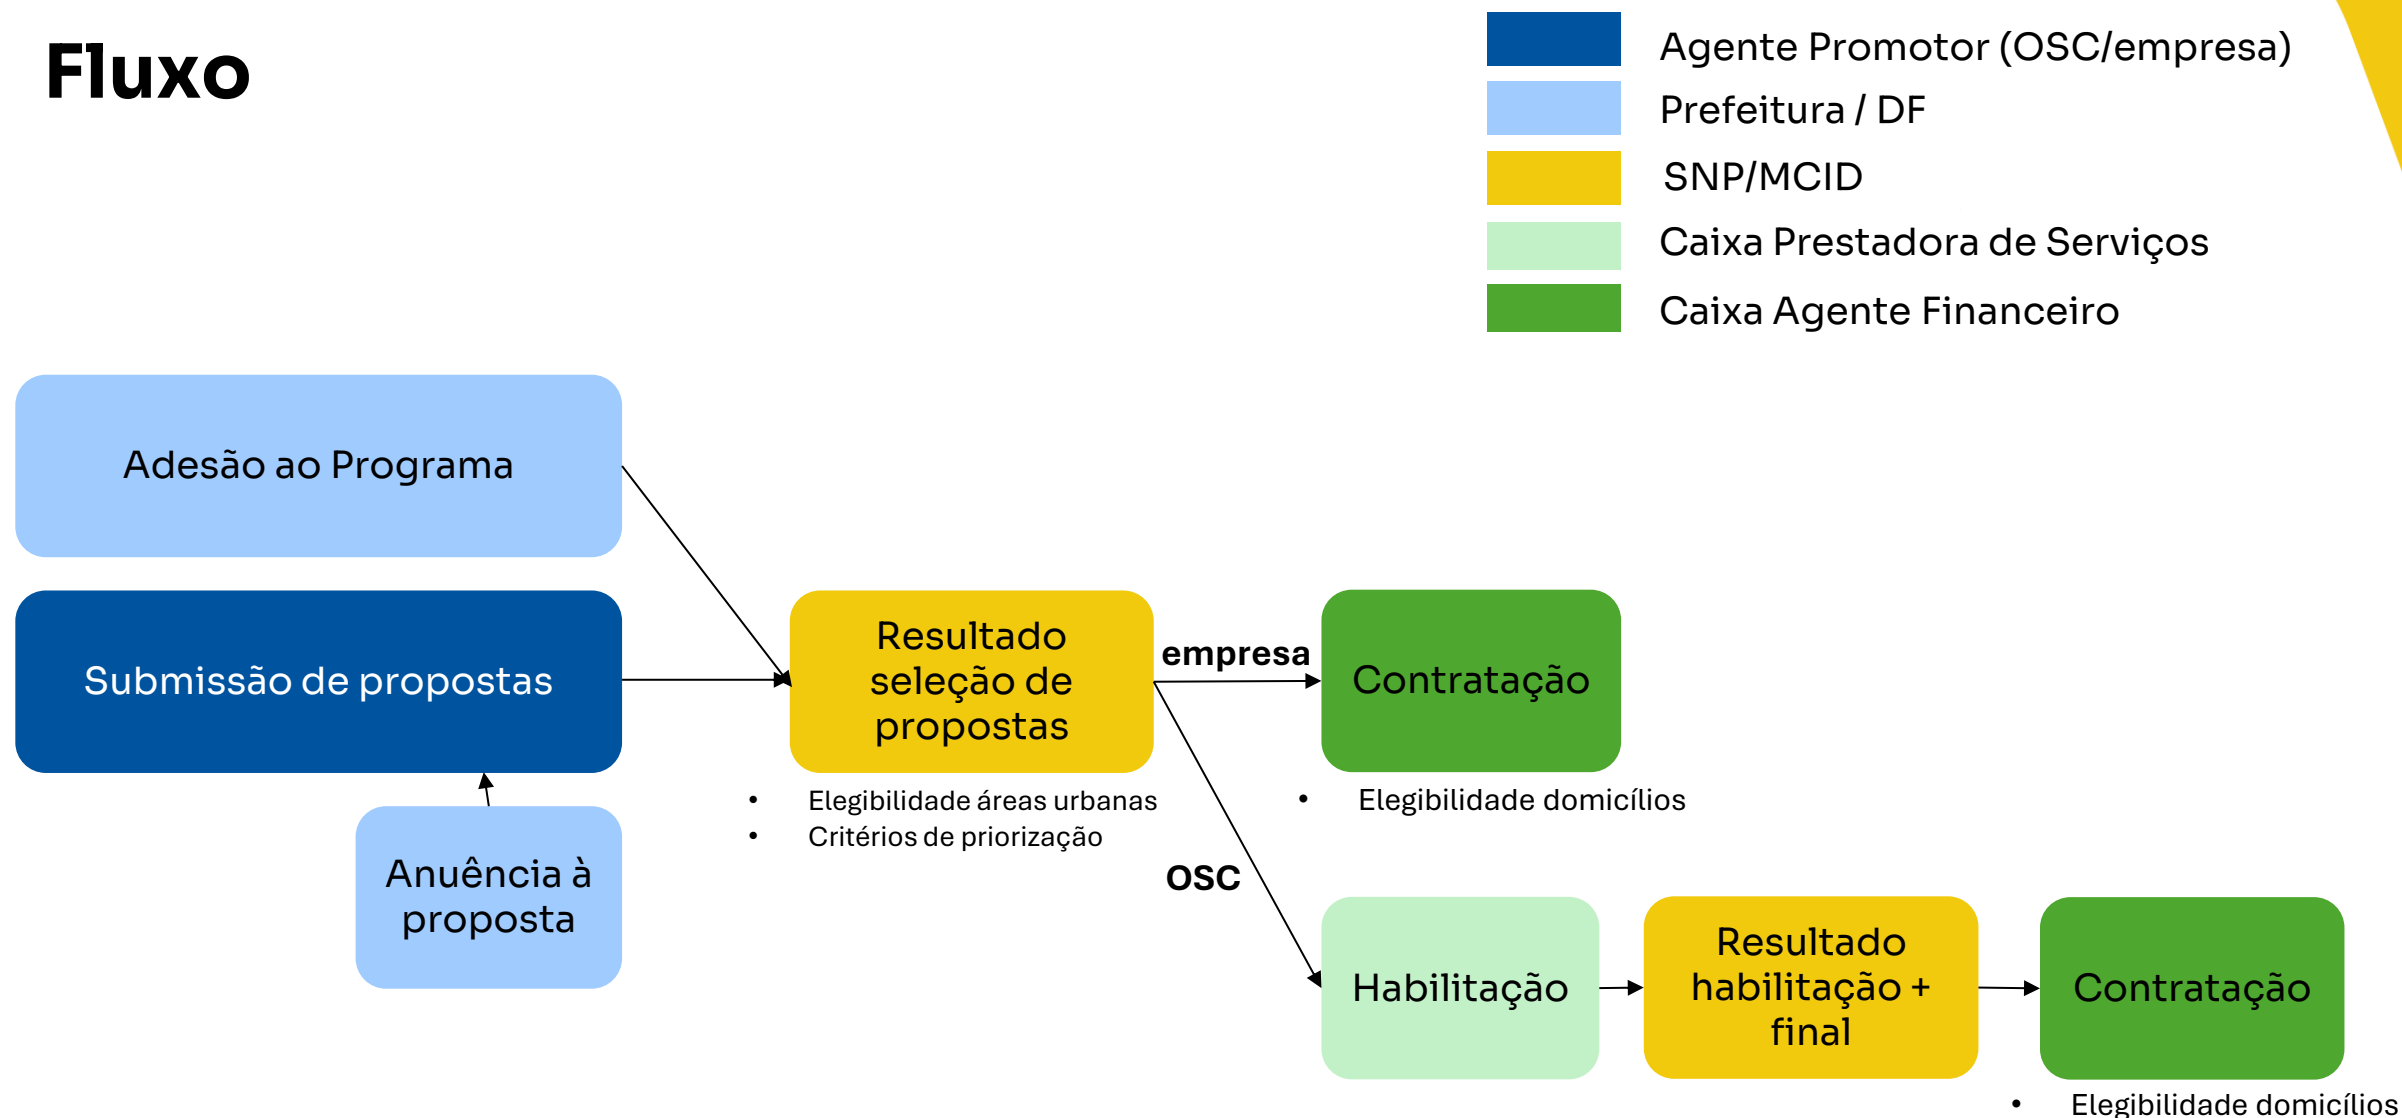 Fluxo
Agente Promotor (OSC/empresa)
Prefeitura / DF
SNP/MCID
Caixa Prestadora de Serviços
Caixa Agente Financeiro
Adesão ao Programa
Submissão de propostas
Anuência à
proposta
Resultado
seleção de
propostas
• Elegibilidade áreas urbanas
• Critérios de priorização
empresa
Contratação
• Elegibilidade domicílios
OSC
Habilitação
Resultado
habilitação +
final
Contratação
• Elegibilidade domicílios